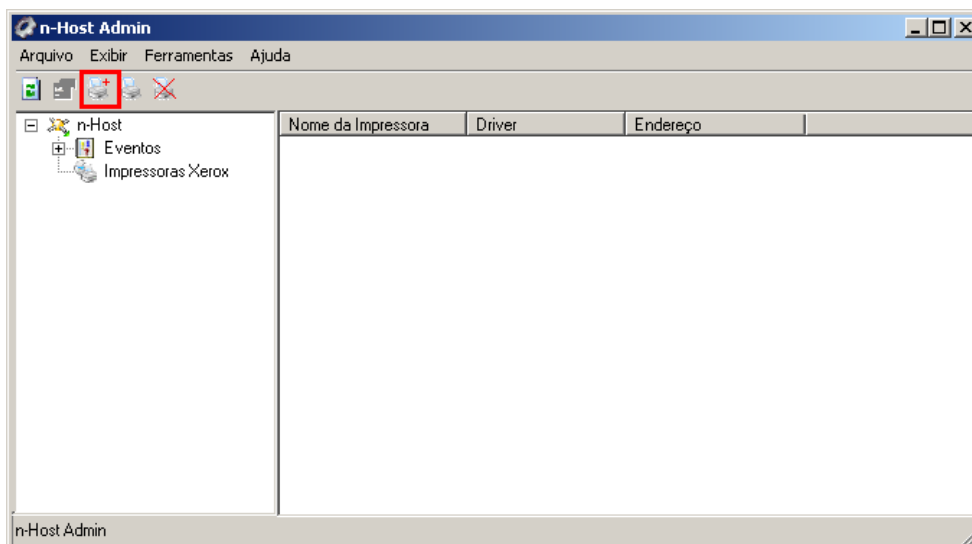 n-Host Admin
Arquivo Exibir Ferramentas Ajuda
n-Host
Eventos
Impressoras Xerox
Nome da Impressora Driver Endereço
n-Host Admin